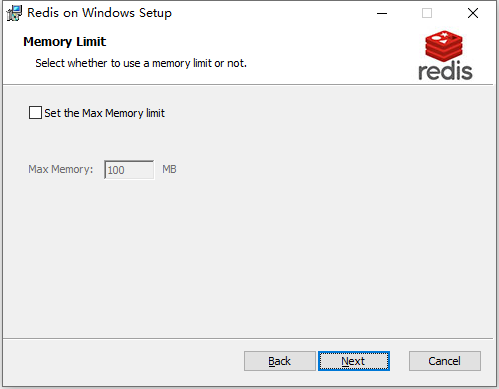 Redis on Windows Setup
Memory Limit
Select whether to use a memory limit or not.
redis
Set the Max Memory limit
Max Memory: 100 MB
Back Next Cancel